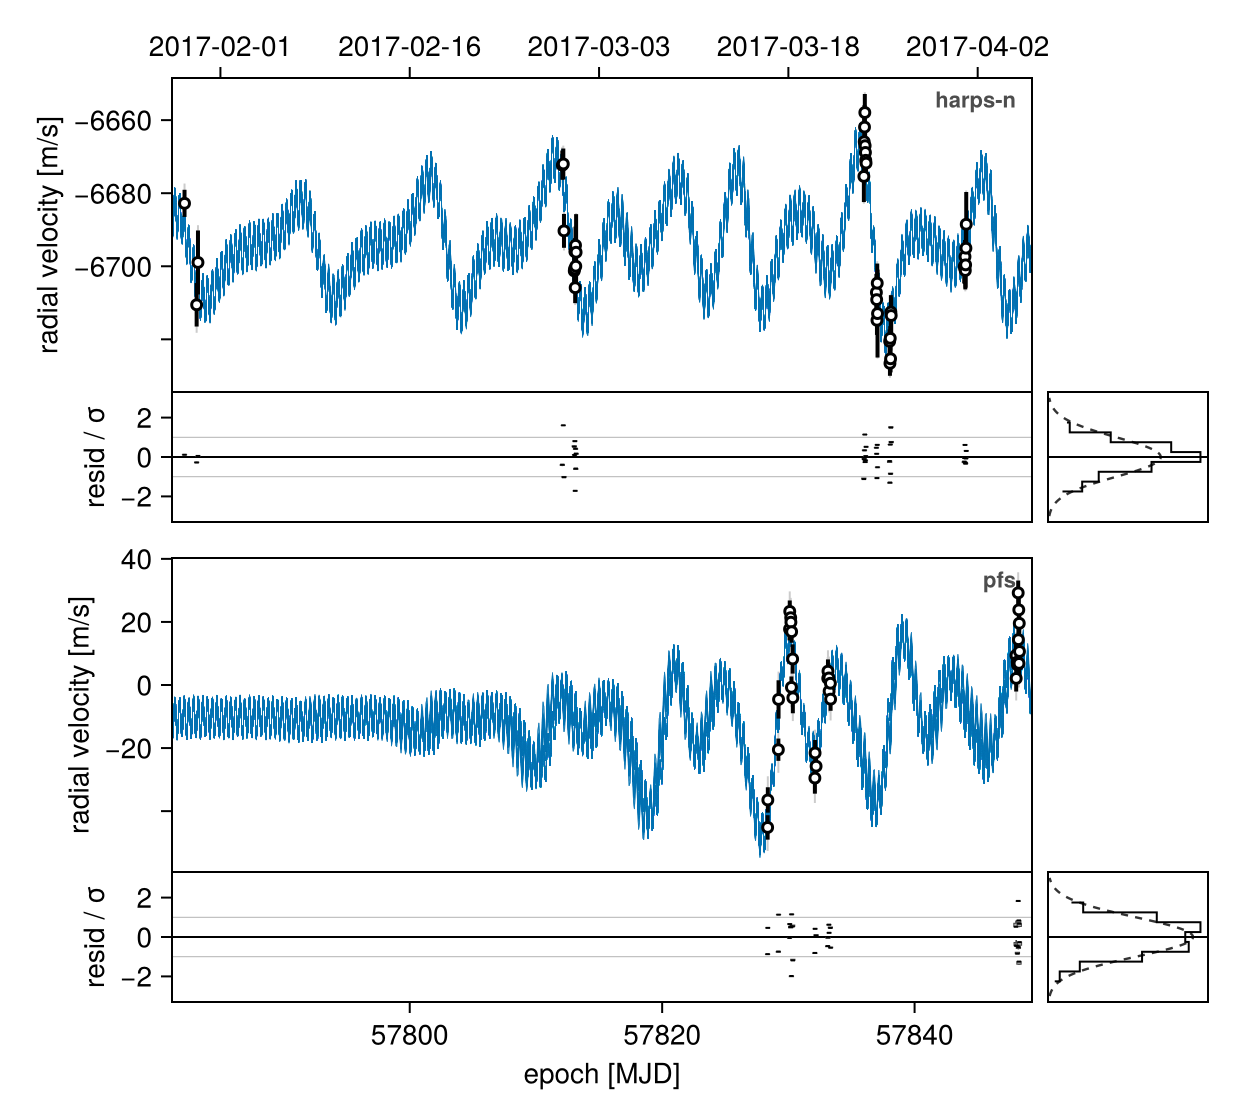 2017-02-01 2017-02-16 2017-03-03 2017-03-18 2017-04-02
harps-n
radial velocity [m/s]
−6660
−6680
−6700
resid / σ
2
0
−2
pfs
radial velocity [m/s]
40
20
0
−20
resid / σ
2
0
−2
57800 57820 57840
epoch [MJD]